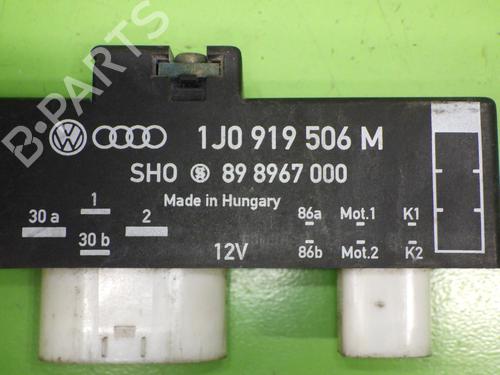 B-PARTS
1J0 919 506 M
SHO 89 8967 000
Made in Hungary
1
30 a 2
30 b
86a Mot.1 K1
86b Mot.2 K2
12V